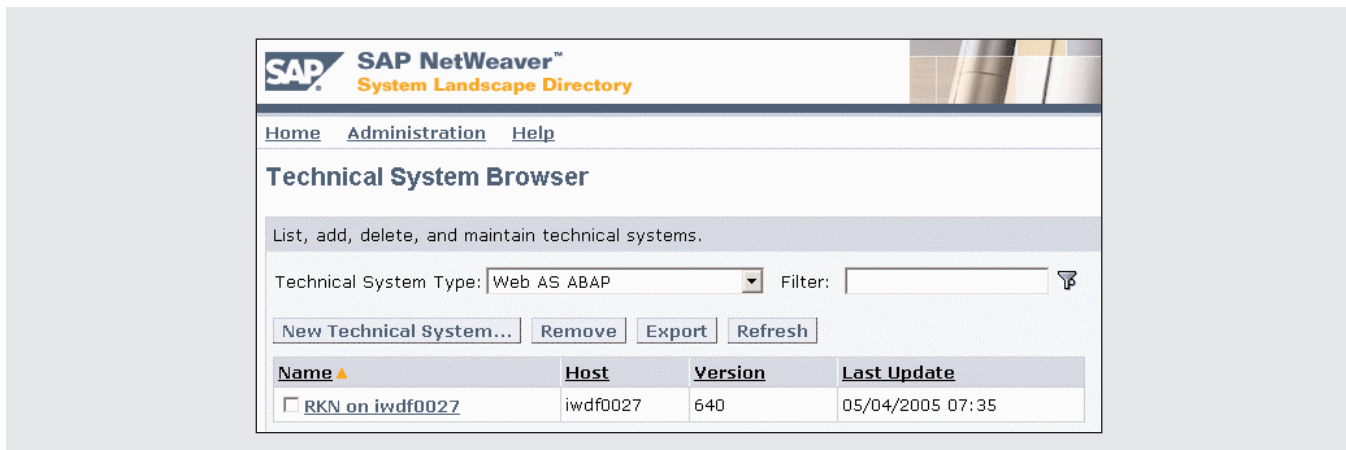 SAP SAP NetWeaver™
System Landscape Directory
Home Administration Help
Technical System Browser
List, add, delete, and maintain technical systems.
Technical System Type: Web AS ABAP Filter:
New Technical System... Remove Export Refresh
Name Host Version Last Update
RKN on iwdf0027 iwdf0027 640 05/04/2005 07:35